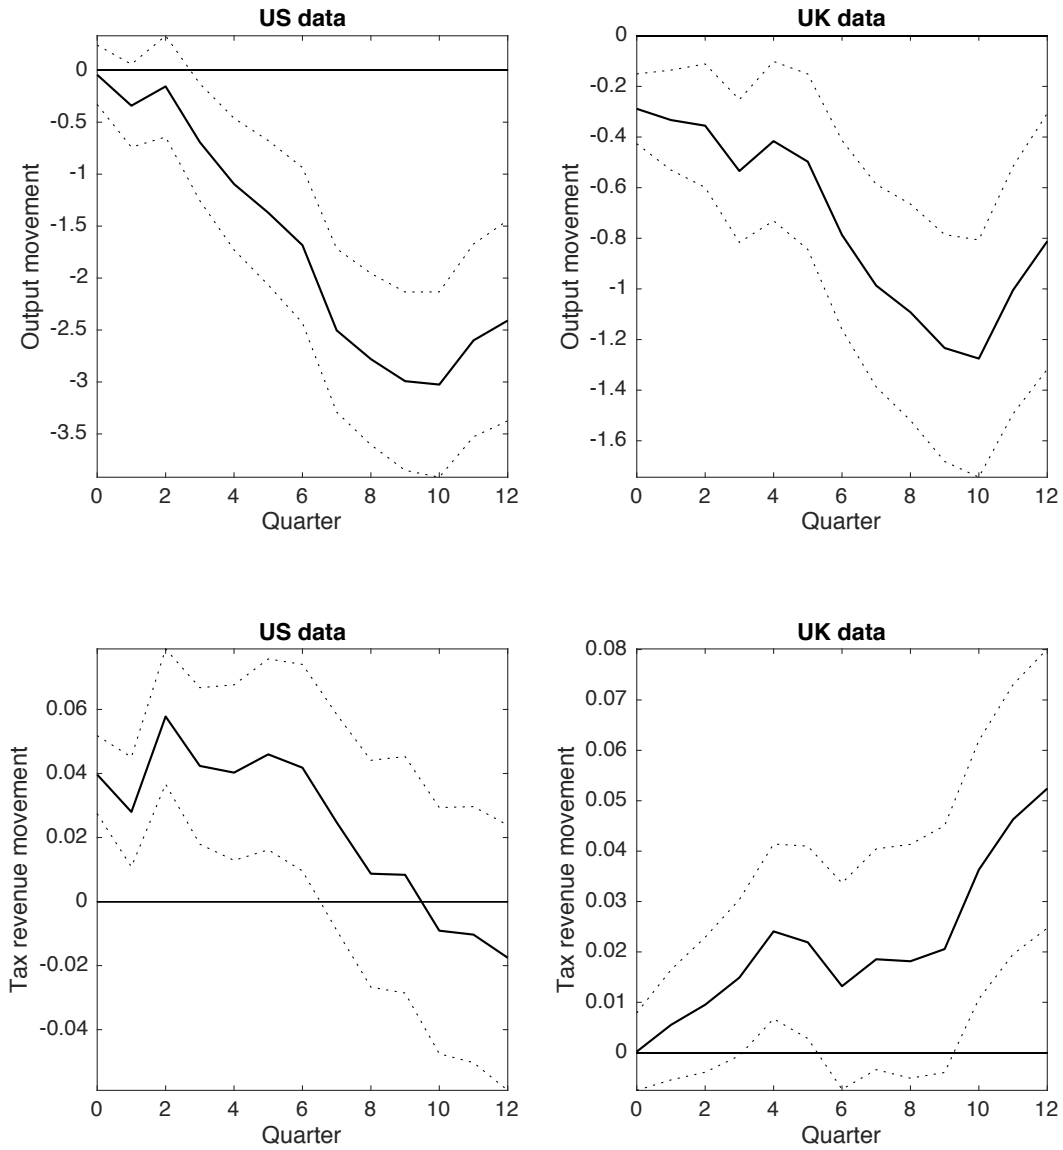 US data
0
-0.5
-1
-1.5
-2
-2.5
-3
-3.5
Output movement
0 2 4 6 8 10 12
Quarter
UK data
0
-0.2
-0.4
-0.6
-0.8
-1
-1.2
-1.4
-1.6
Output movement
0 2 4 6 8 10 12
Quarter
US data
0.06
0.04
0.02
0
-0.02
-0.04
Tax revenue movement
0 2 4 6 8 10 12
Quarter
UK data
0.08
0.07
0.06
0.05
0.04
0.03
0.02
0.01
0
Tax revenue movement
0 2 4 6 8 10 12
Quarter